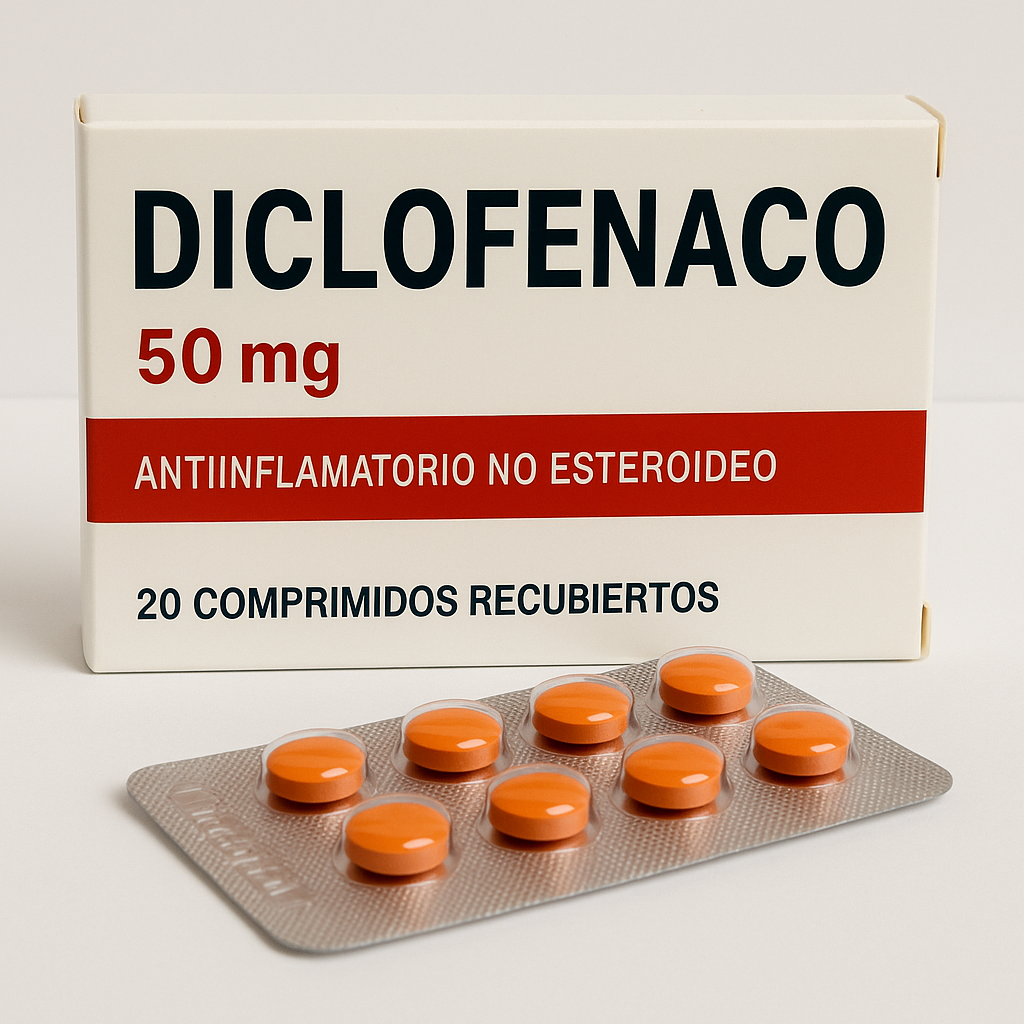 DICLOFENACO
50 mg
ANTIINFLAMATORIO NO ESTEROIDEO
20 COMPRIMIDOS RECUBIERTOS